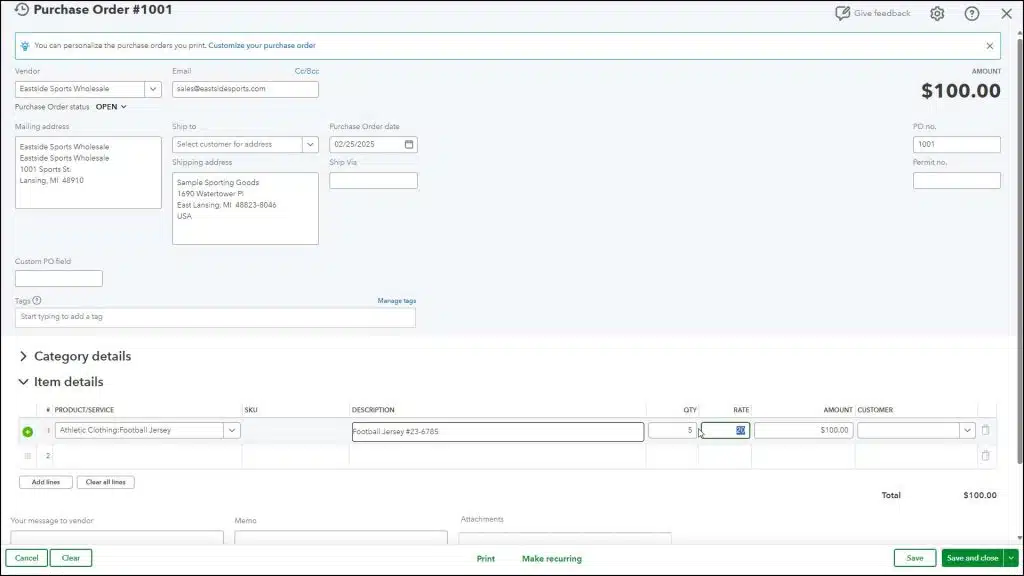 Purchase Order #1001
Give feedback
You can personalize the purchase orders you print. Customize your purchase order
Vendor
Email
Cc/Bcc
AMOUNT
Eastside Sports Wholesale
sales@eastsidesports.com
$100.00
Purchase Order status OPEN
Mailing address
Ship to
Purchase Order date
PO no.
Eastside Sports Wholesale
Eastside Sports Wholesale
1001 Sports St.
Lansing, MI 48910
Select customer for address
02/25/2025
1001
Shipping address
Ship Via
Permit no.
Sample Sporting Goods
1690 Watertower Pl
East Lansing, MI 48823-8046
USA
Custom PO field
Tags
Manage tags
Start typing to add a tag
Category details
Item details
# PRODUCT/SERVICE SKU DESCRIPTION QTY RATE AMOUNT CUSTOMER
1 Athletic Clothing:Football Jersey Football Jersey #23-6785 5 20 $100.00
2
Add lines
Clear all lines
Total $100.00
Your message to vendor
Memo
Attachments
Cancel
Clear
Print
Make recurring
Save
Save and close